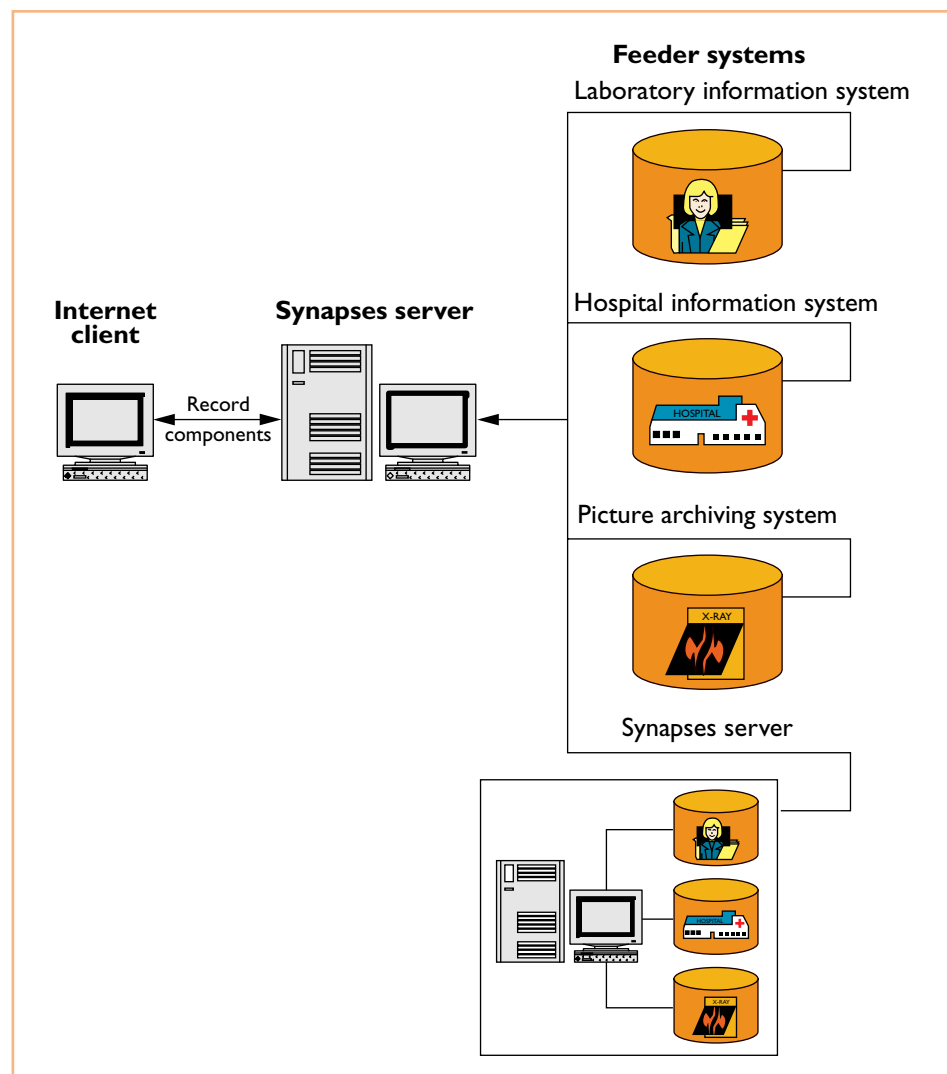 Feeder systems
Laboratory information system
Hospital information system
HOSPITAL
Internet
client
Synapses server
Record
components
Picture archiving system
X-RAY
Synapses server
HOSPITAL
X-RAY